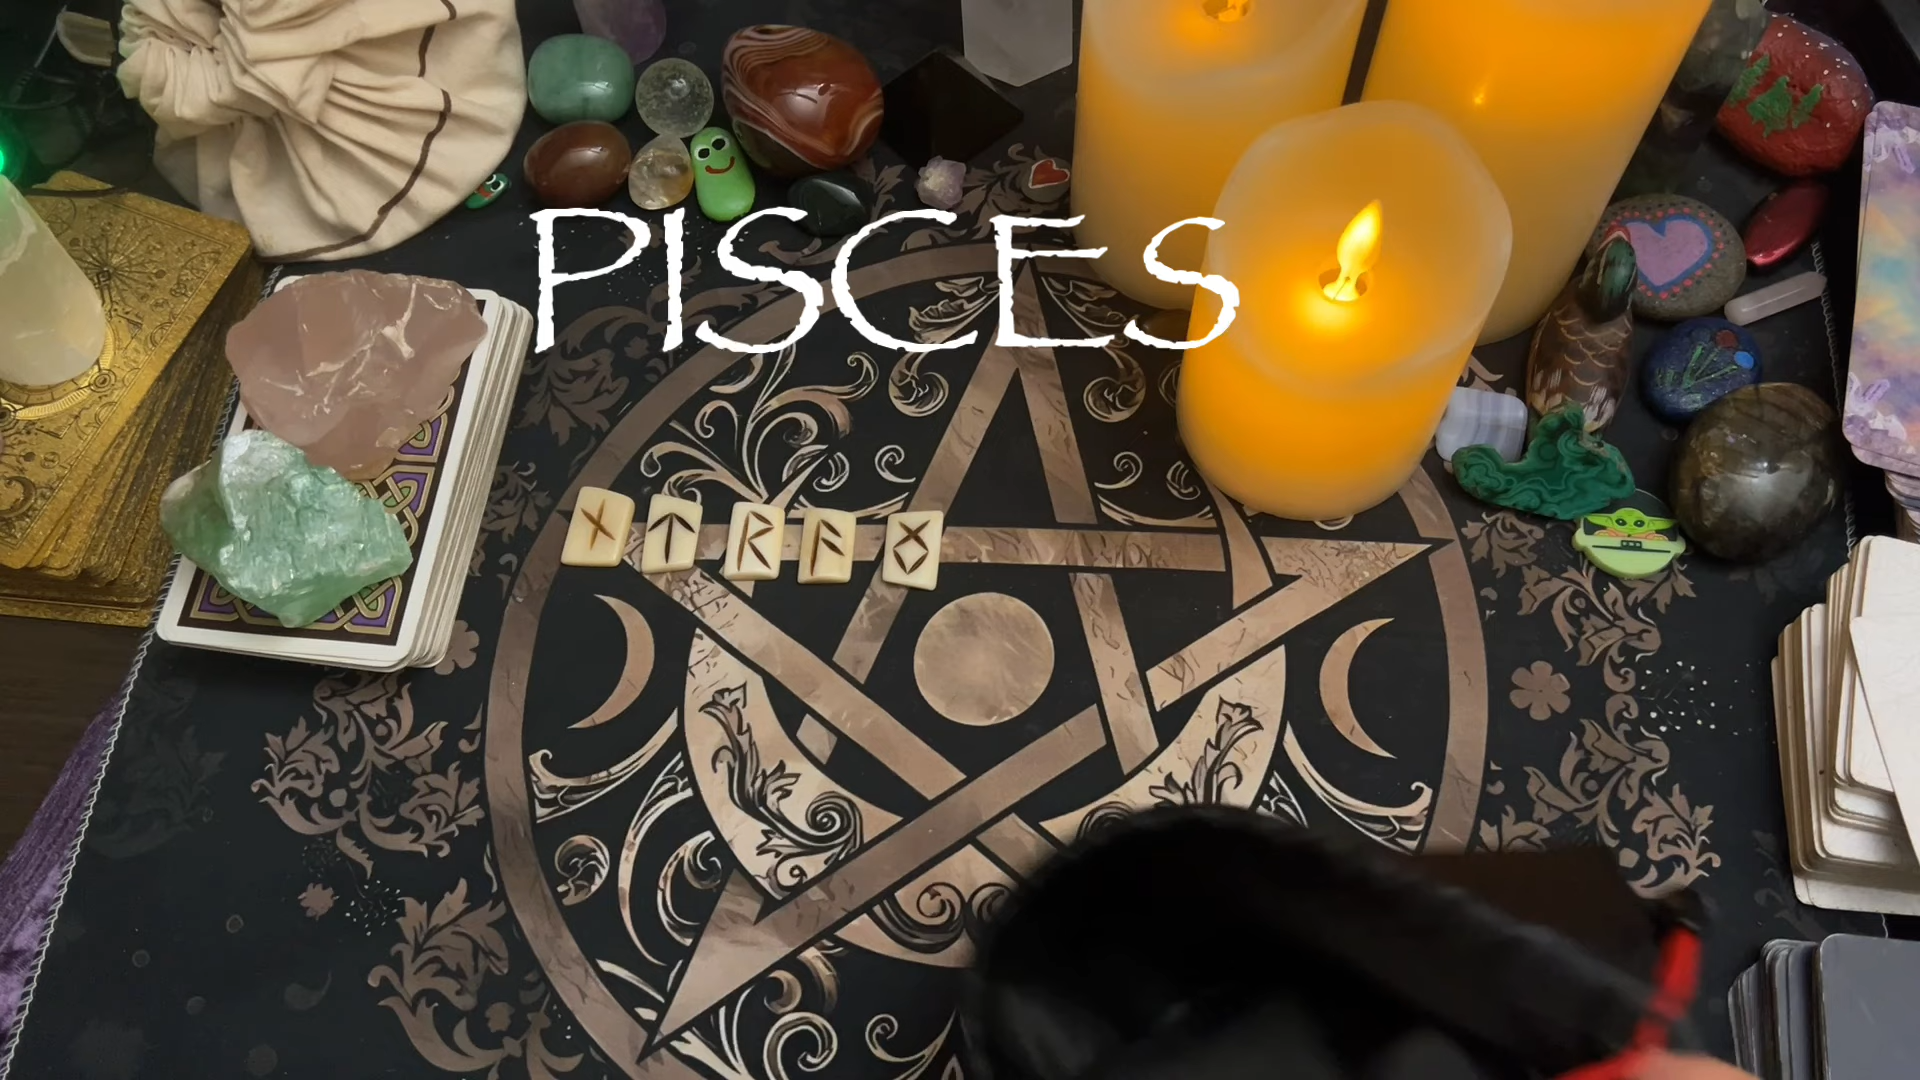 PISCES
ᚾ ᛏ ᚱ ᚨ ᛟ